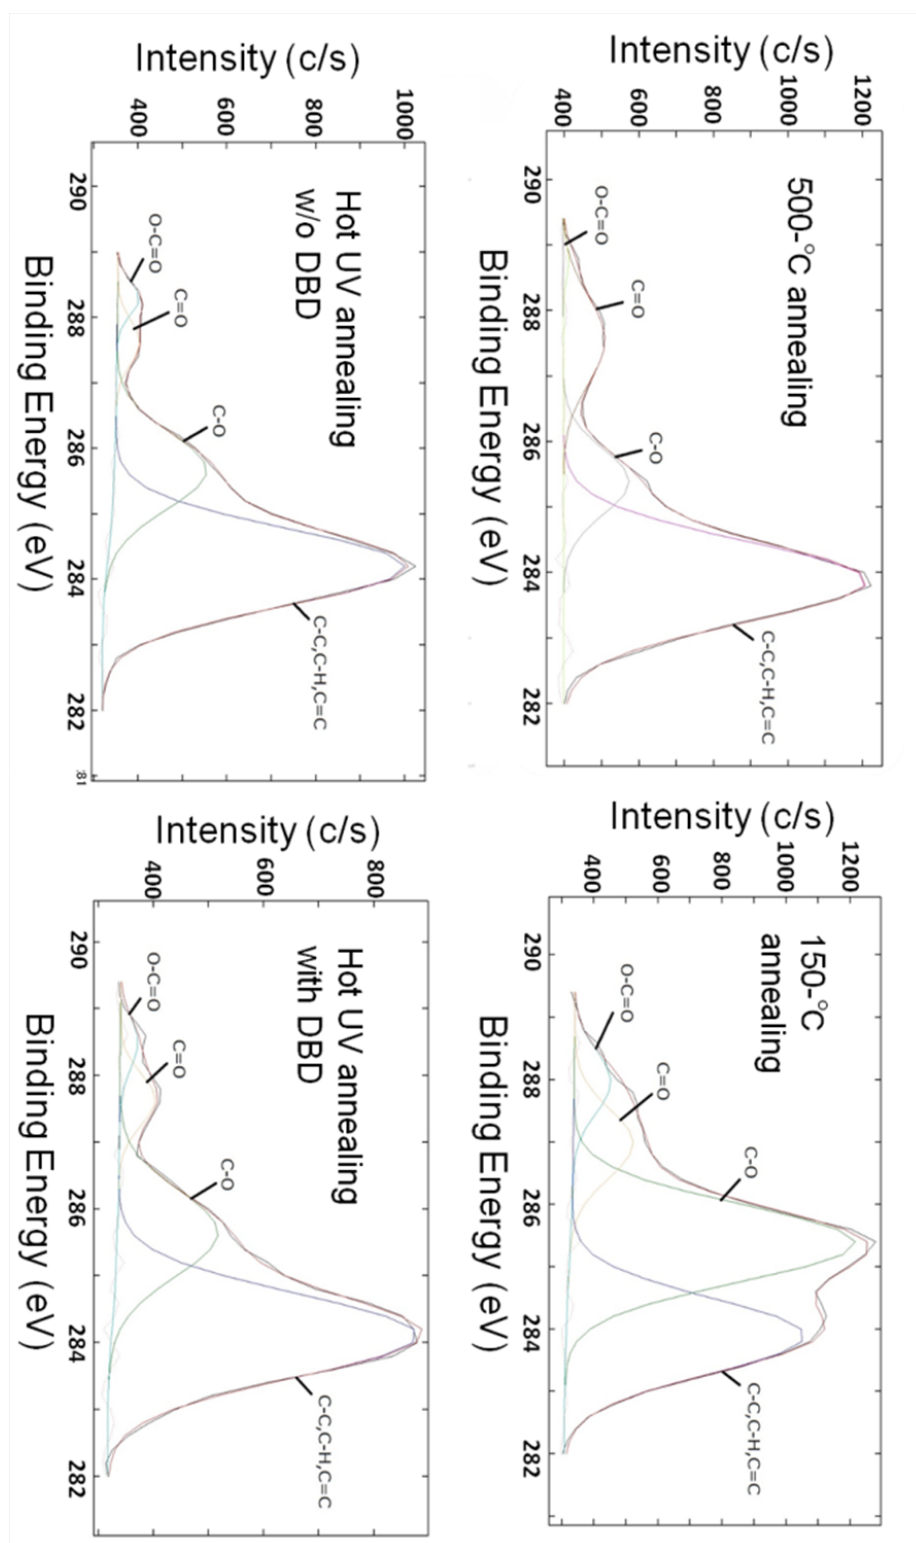 500-°C annealing
Intensity (c/s)
1200
1000
800
600
400
O-C=O
C=O
C-O
C-C,C-H,C=C
290 288 286 284 282
Binding Energy (eV)
150-°C
annealing
Intensity (c/s)
1200
1000
800
600
400
O-C=O
C=O
C-O
C-C,C-H,C=C
290 288 286 284 282
Binding Energy (eV)
Hot UV annealing
w/o DBD
Intensity (c/s)
1000
800
600
400
O-C=O
C=O
C-O
C-C,C-H,C=C
290 288 286 284 282
Binding Energy (eV)
Hot UV annealing
with DBD
Intensity (c/s)
800
600
400
O-C=O
C=O
C-O
C-C,C-H,C=C
290 288 286 284 282
Binding Energy (eV)